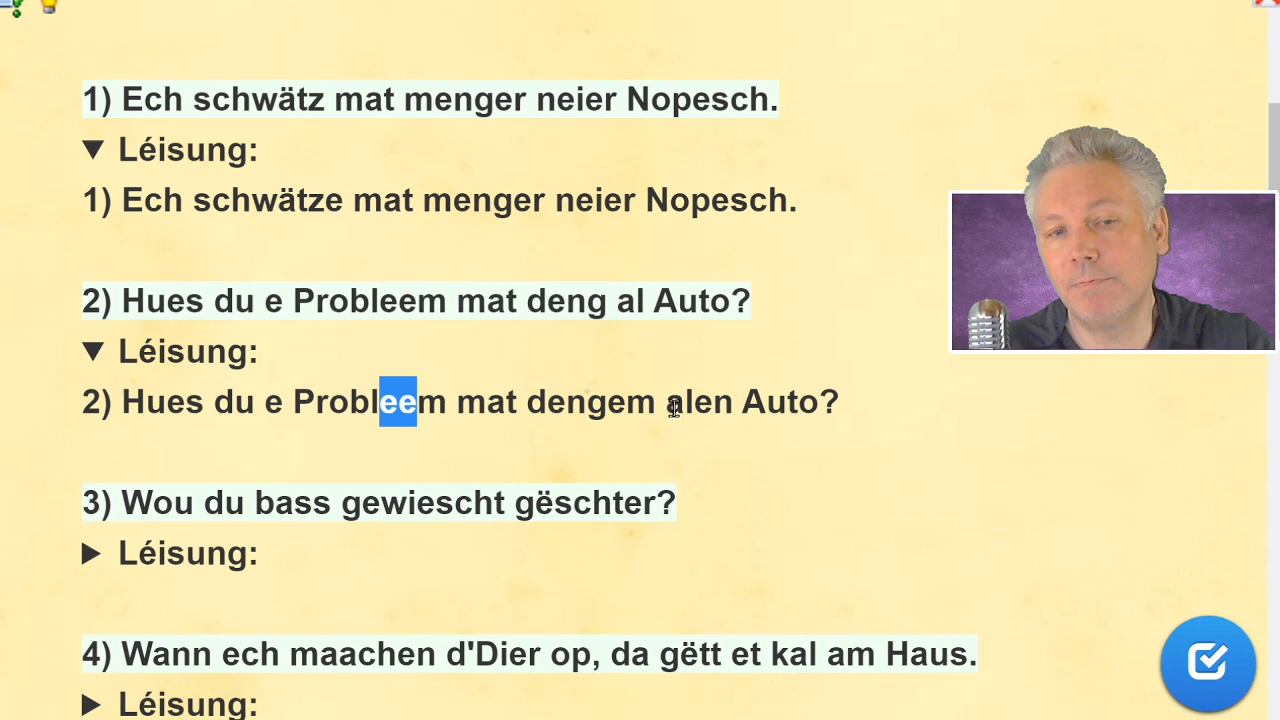 1) Ech schwätz mat menger neier Nopesch.
Léisung:
1) Ech schwätze mat menger neier Nopesch.
2) Hues du e Probleem mat deng al Auto?
Léisung:
2) Hues du e Probleem mat dengem alen Auto?
3) Wou du bass gewiescht gëschter?
Léisung:
4) Wann ech maachen d'Dier op, da gëtt et kal am Haus.
Léisung: